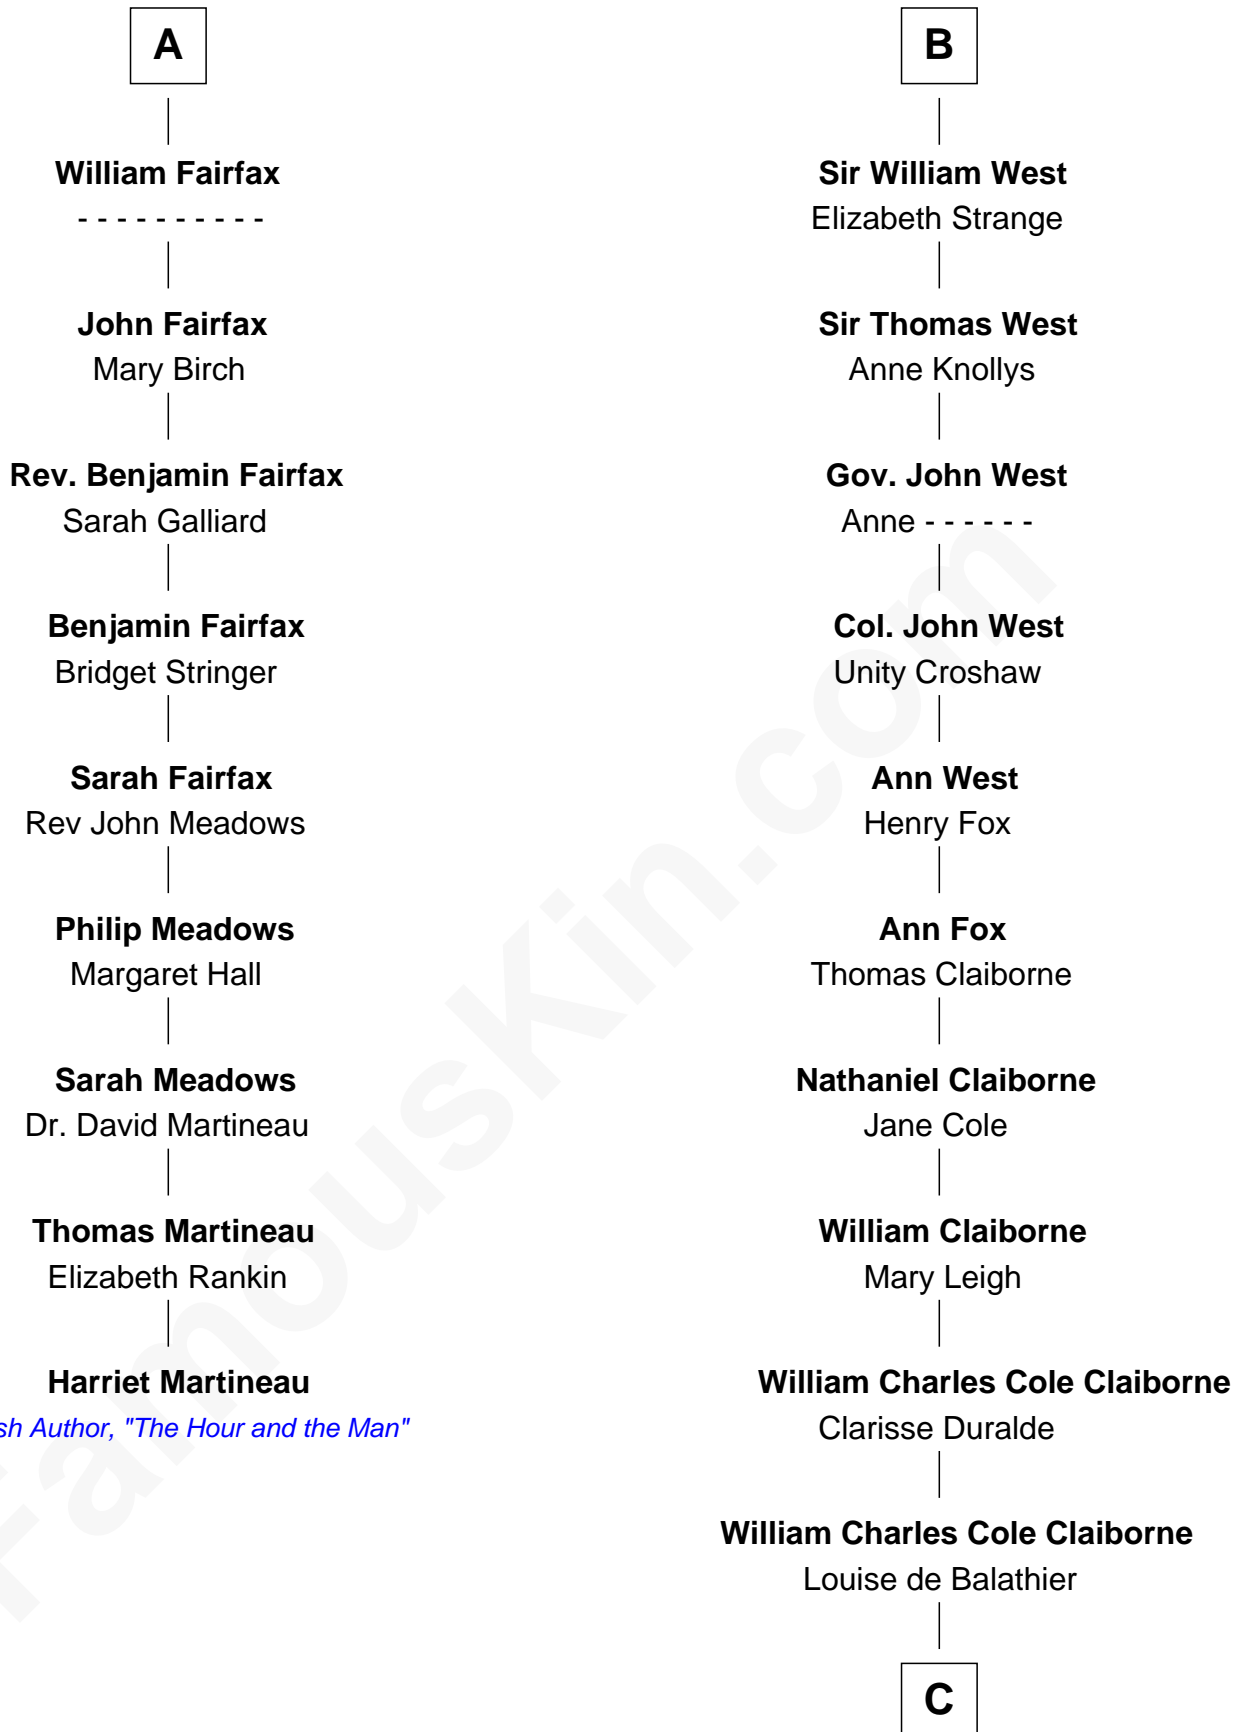 A
William Fairfax
- - - - - - - - - -
John Fairfax
Mary Birch
Rev. Benjamin Fairfax
Sarah Galliard
Benjamin Fairfax
Bridget Stringer
Sarah Fairfax
Rev John Meadows
Philip Meadows
Margaret Hall
Sarah Meadows
Dr. David Martineau
Thomas Martineau
Elizabeth Rankin
Harriet Martineau
sh Author, "The Hour and the Man"
B
Sir William West
Elizabeth Strange
Sir Thomas West
Anne Knollys
Gov. John West
Anne - - - - - -
Col. John West
Unity Croshaw
Ann West
Henry Fox
Ann Fox
Thomas Claiborne
Nathaniel Claiborne
Jane Cole
William Claiborne
Mary Leigh
William Charles Cole Claiborne
Clarisse Duralde
William Charles Cole Claiborne
Louise de Balathier
C
FamousKin.com